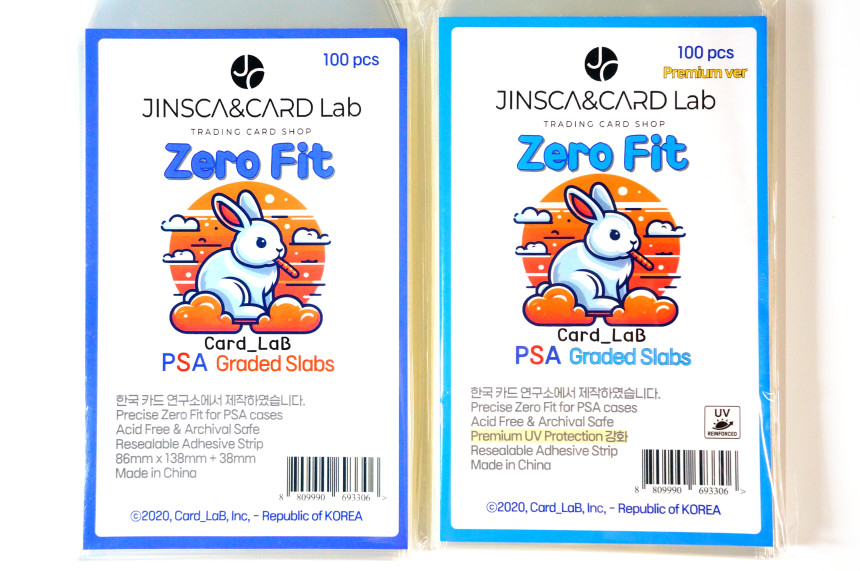 100 pcs
JINSCA&CARD Lab
TRADING CARD SHOP
Zero Fit
Card_LaB
PSA Graded Slabs
한국 카드 연구소에서 제작하였습니다.
Precise Zero Fit for PSA cases
Acid Free & Archival Safe
Resealable Adhesive Strip
86mm x 138mm + 38mm
Made in China
8 809990 693306 >
©2020, Card_LaB, Inc, - Republic of KOREA
100 pcs
Premium ver
JINSCA&CARD Lab
TRADING CARD SHOP
Zero Fit
Card_LaB
PSA Graded Slabs
한국 카드 연구소에서 제작하였습니다.
Precise Zero Fit for PSA cases
Acid Free & Archival Safe
Premium UV Protection 강화
Resealable Adhesive Strip
Made in China
UV
REINFORCED
8 809990 693306 >
©2020, Card_LaB, Inc, - Republic of KOREA